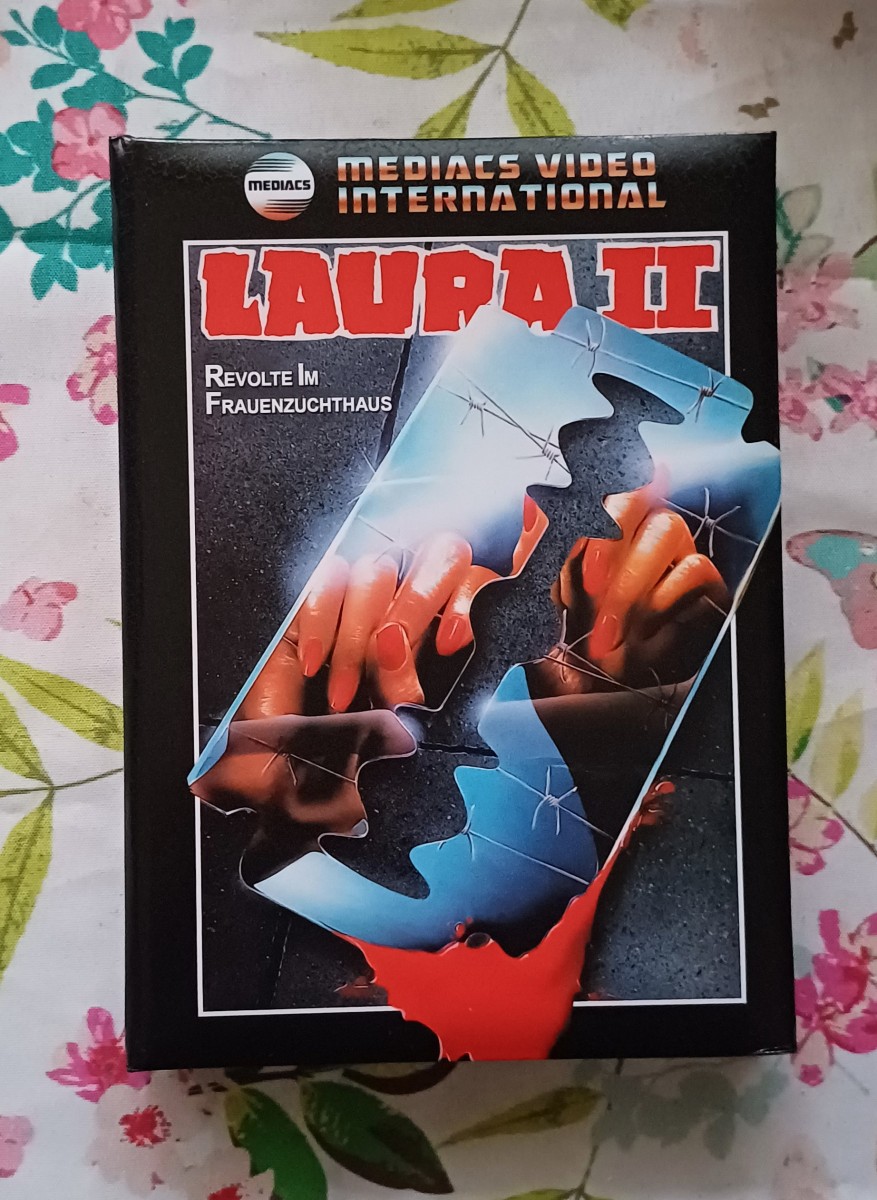 MEDIACS
MEDIACS VIDEO
INTERNATIONAL
LAURA II
REVOLTE IM
FRAUENZUCHTHAUS